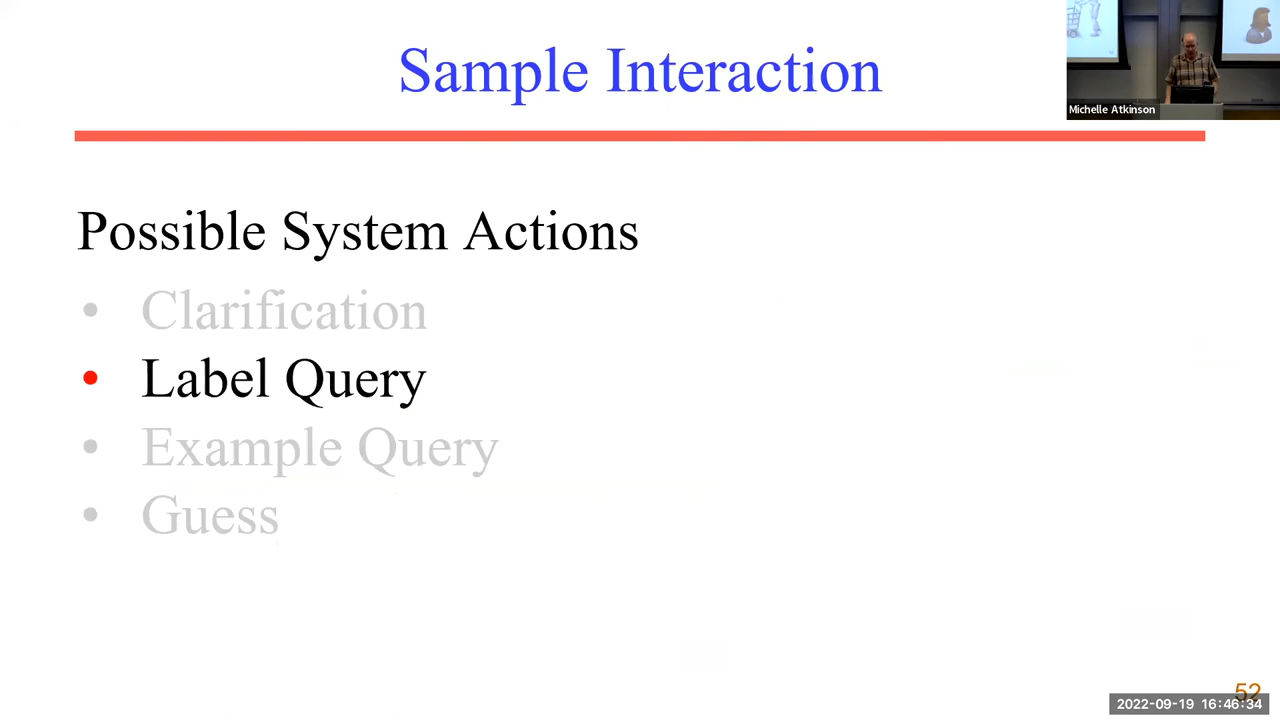 Sample Interaction
Michelle Atkinson
Possible System Actions
• Clarification
• Label Query
• Example Query
• Guess
52
2022-09-19 16:46:34